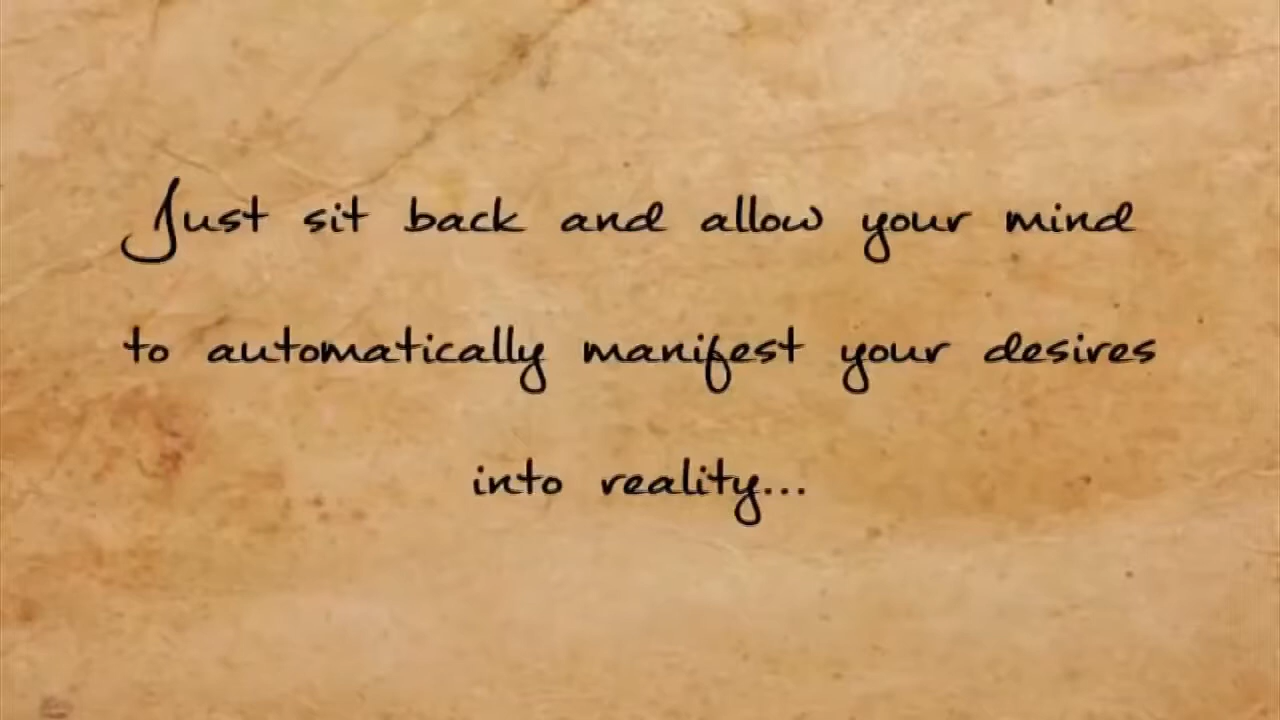 Just sit back and allow your mind
to automatically manifest your desires
into reality...